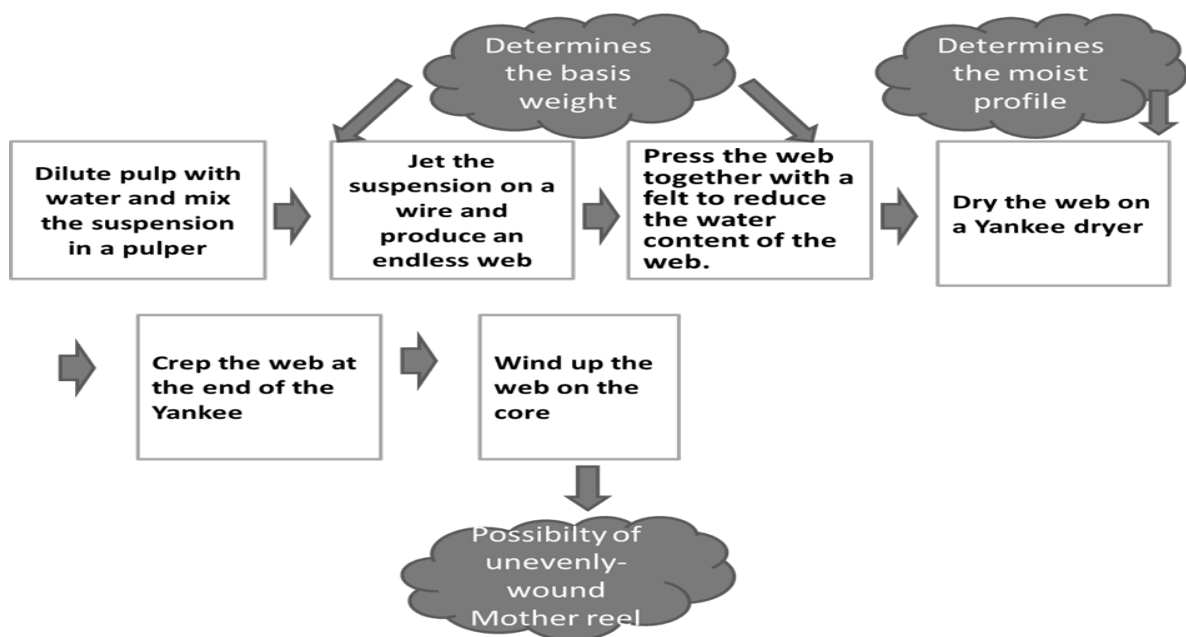 Determines
the basis
weight
Determines
the moist
profile
Dilute pulp with
water and mix
the suspension
in a pulper
Jet the
suspension on a
wire and
produce an
endless web
Press the web
together with a
felt to reduce
the water
content of the
web.
Dry the web on
a Yankee dryer
Crep the web at
the end of the
Yankee
Wind up the
web on the
core
Possibilty of
unevenly-
wound
Mother reel